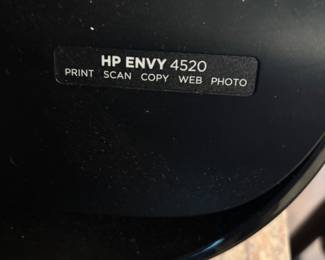 HP ENVY 4520
PRINT SCAN COPY WEB PHOTO